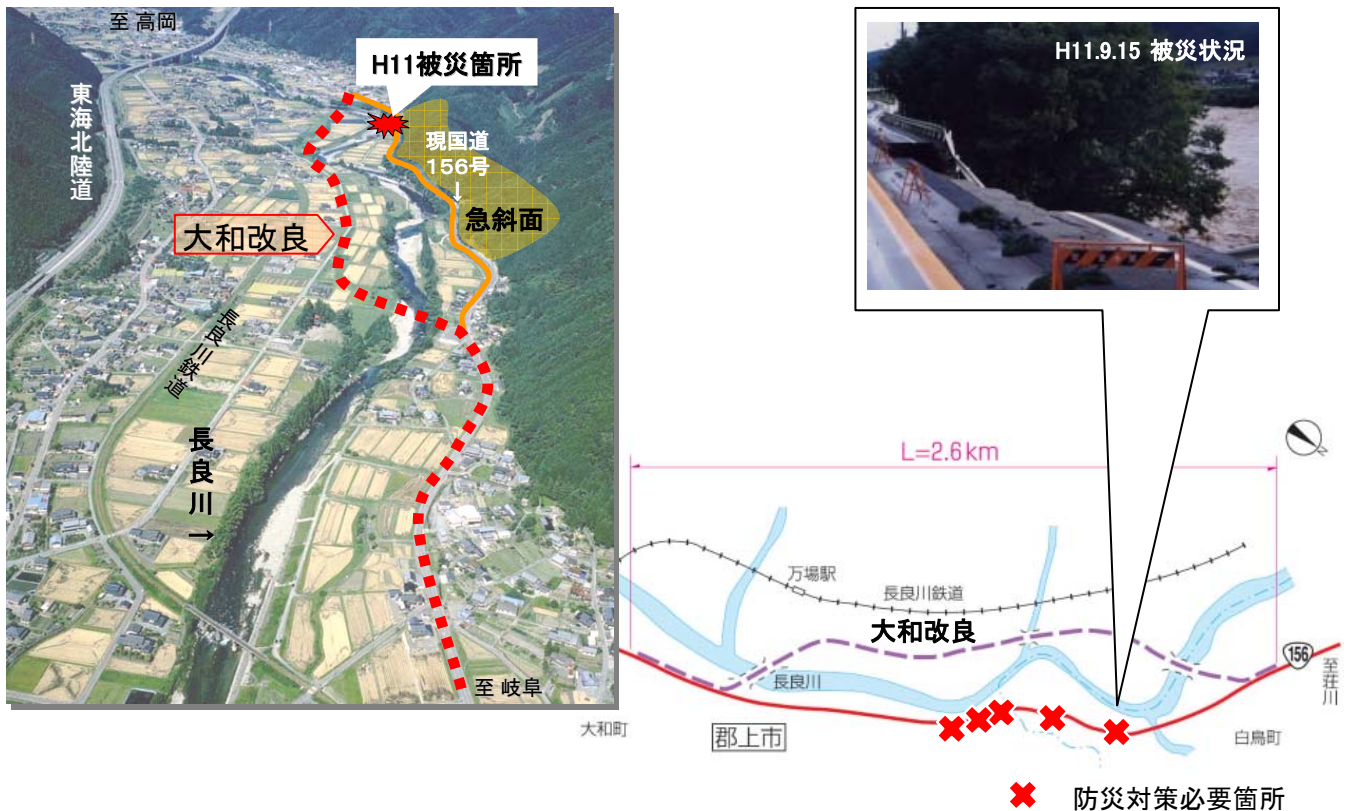 至 高岡
H11被災箇所
東海北陸道
現国道
156号
↓
急斜面
大和改良
長良川鉄道
長良川→
至 岐阜
H11.9.15 被災状況
L=2.6km
N
万場駅
長良川鉄道
大和改良
長良川
156
至荘川
大和町
郡上市
白鳥町
防災対策必要箇所